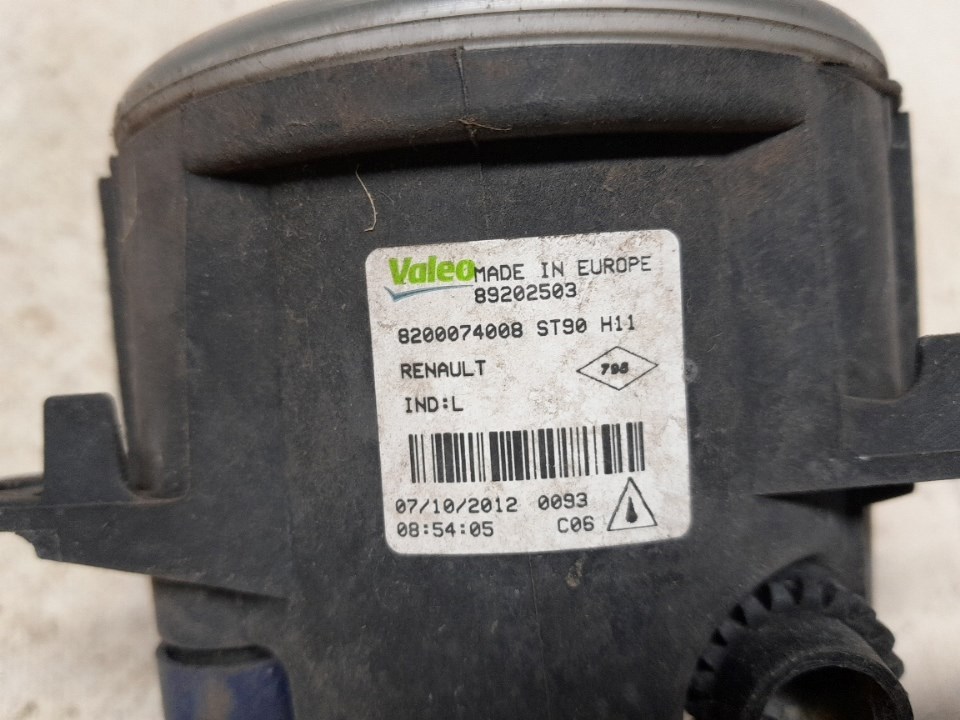 Valeo MADE IN EUROPE
89202503
8200074008 ST90 H11
RENAULT
IND:L
07/10/2012 0093
08:54:05 C06